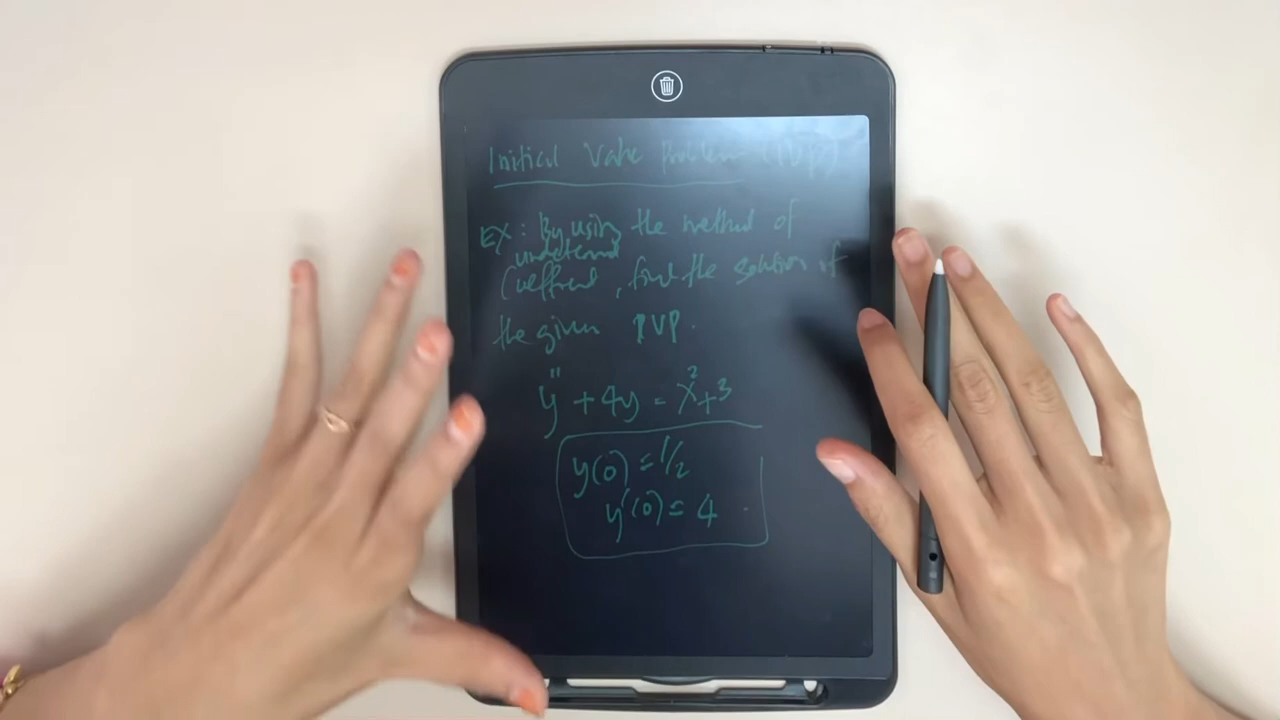 Initial Value Problem (IVP)
EX: By using the method of
undetermd
Coefficient, find the solution of
the given IVP.
y'' + 4y = x² + 3
y(0) = 1/2
y'(0) = 4